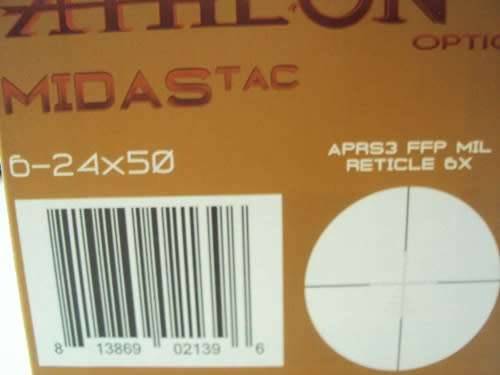 ATHLON
OPTIC
MIDAS TAC
6-24x50
APRS3 FFP MIL
RETICLE 6X
8 13869 02139 6